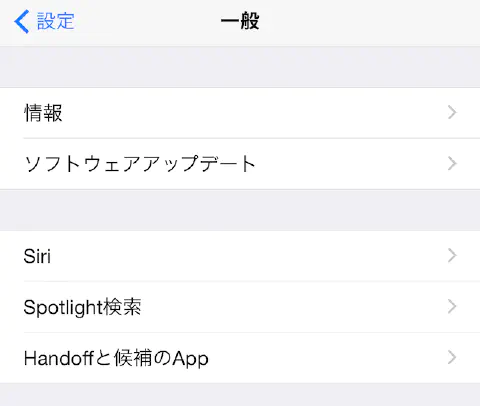 設定
一般
情報
ソフトウェアアップデート
Siri
Spotlight検索
Handoffと候補のApp